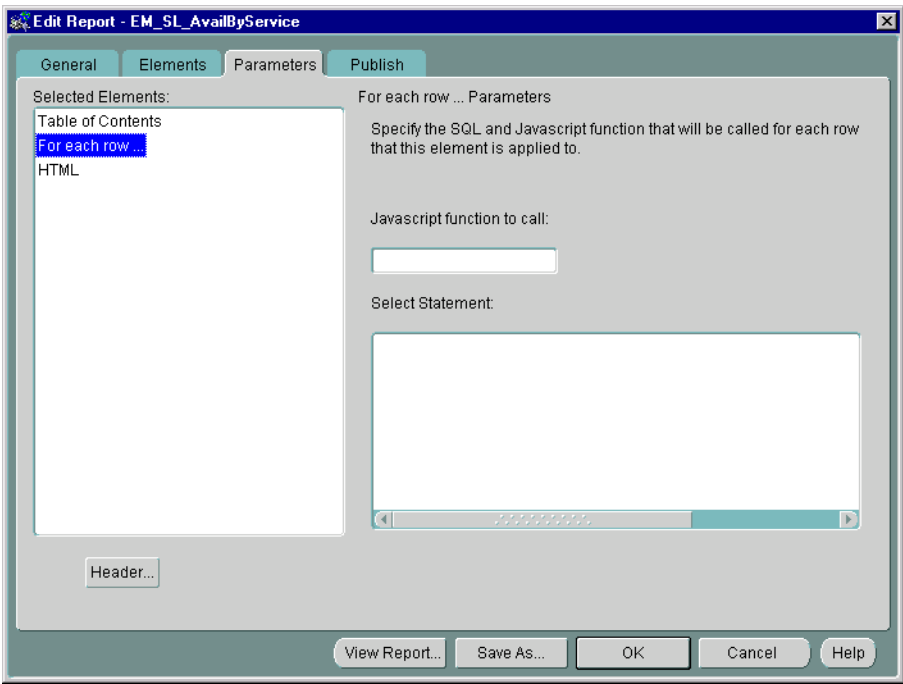 Edit Report - EM_SL_AvailByService
General
Elements
Parameters
Publish
Selected Elements:
Table of Contents
For each row ...
HTML
Header...
For each row ... Parameters
Specify the SQL and Javascript function that will be called for each row
that this element is applied to.
Javascript function to call:
Select Statement:
View Report...
Save As...
OK
Cancel
Help